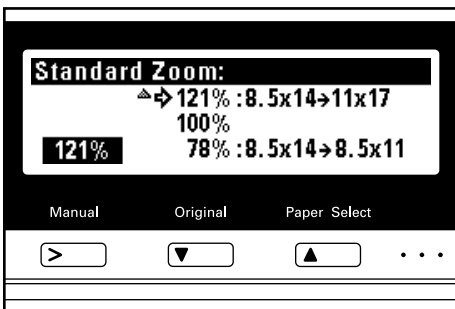 Standard Zoom:
121% :8.5x14→11x17
100%
121% 78% :8.5x14→8.5x11
Manual Original Paper Select